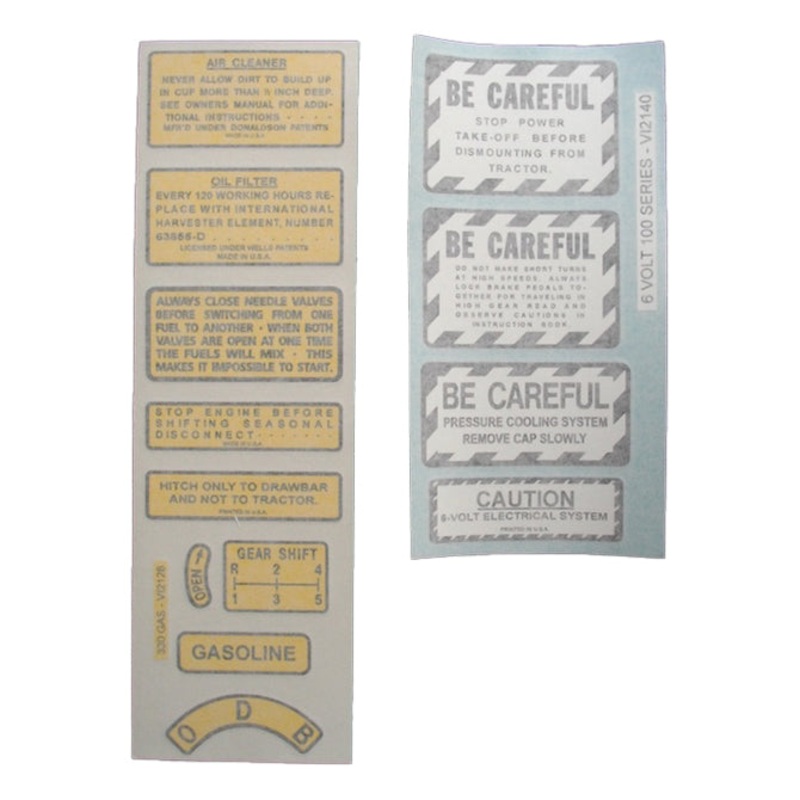 AIR CLEANER
NEVER ALLOW DIRT TO BUILD UP
IN CUP MORE THAN ½ INCH DEEP.
SEE OWNERS MANUAL FOR ADDI-
TIONAL INSTRUCTIONS . . . .
MF'R'D UNDER DONALDSON PATENTS
MADE IN U.S.A.
OIL FILTER
EVERY 120 WORKING HOURS RE-
PLACE WITH INTERNATIONAL
HARVESTER ELEMENT, NUMBER
LICENSED UNDER WELLS PATENTS
MADE IN U.S.A.
ALWAYS CLOSE NEEDLE VALVES
BEFORE SWITCHING FROM ONE
FUEL TO ANOTHER • WHEN BOTH
VALVES ARE OPEN AT ONE TIME
THE FUELS WILL MIX • THIS
MAKES IT IMPOSSIBLE TO START.
STOP ENGINE BEFORE
SHIFTING SEASONAL
DISCONNECT . . . . . . .
MADE IN U.S.A.
HITCH ONLY TO DRAWBAR
AND NOT TO TRACTOR.
PRINTED IN U.S.A.
OPEN →
GEAR SHIFT
R 2 4
1 3 5
GAS - VI2126
GASOLINE
O D B
BE CAREFUL
STOP POWER
TAKE-OFF BEFORE
DISMOUNTING FROM
TRACTOR.
BE CAREFUL
DO NOT MAKE SHORT TURNS
AT HIGH SPEEDS. ALWAYS
LOCK BRAKE PEDALS TO-
GETHER FOR TRAVELING IN
HIGH GEAR ROAD AND
OBSERVE CAUTIONS IN
INSTRUCTION BOOK.
BE CAREFUL
PRESSURE COOLING SYSTEM
REMOVE CAP SLOWLY
CAUTION
6-VOLT ELECTRICAL SYSTEM
PRINTED IN U.S.A.
6 VOLT 100 SERIES - VI2140